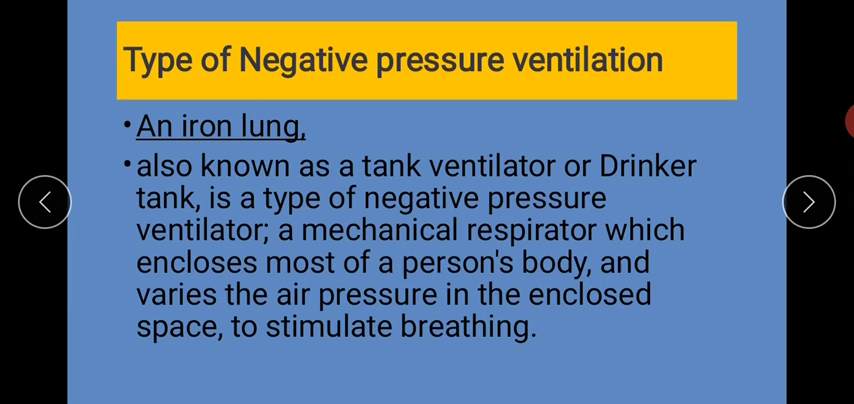 Type of Negative pressure ventilation
• An iron lung,
• also known as a tank ventilator or Drinker
tank, is a type of negative pressure
ventilator; a mechanical respirator which
encloses most of a person's body, and
varies the air pressure in the enclosed
space, to stimulate breathing.